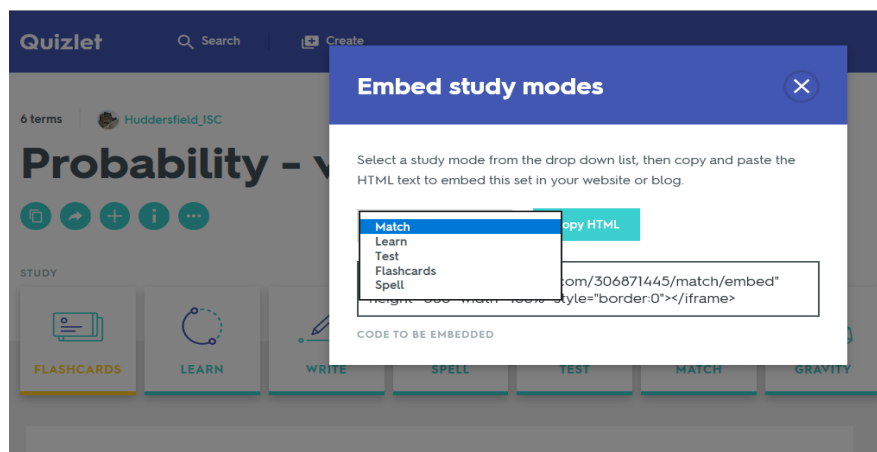 Quizlet
Search
Create
Embed study modes
6 terms
Huddersfield_ISC
Probability -
Select a study mode from the drop down list, then copy and paste the
HTML text to embed this set in your website or blog.
Match
Learn
Test
Flashcards
Spell
opy HTML
com/306871445/match/embed"
style="border:0"></iframe>
CODE TO BE EMBEDDED
STUDY
FLASHCARDS
LEARN
WRITE
SPELL
TEST
MATCH
GRAVITY